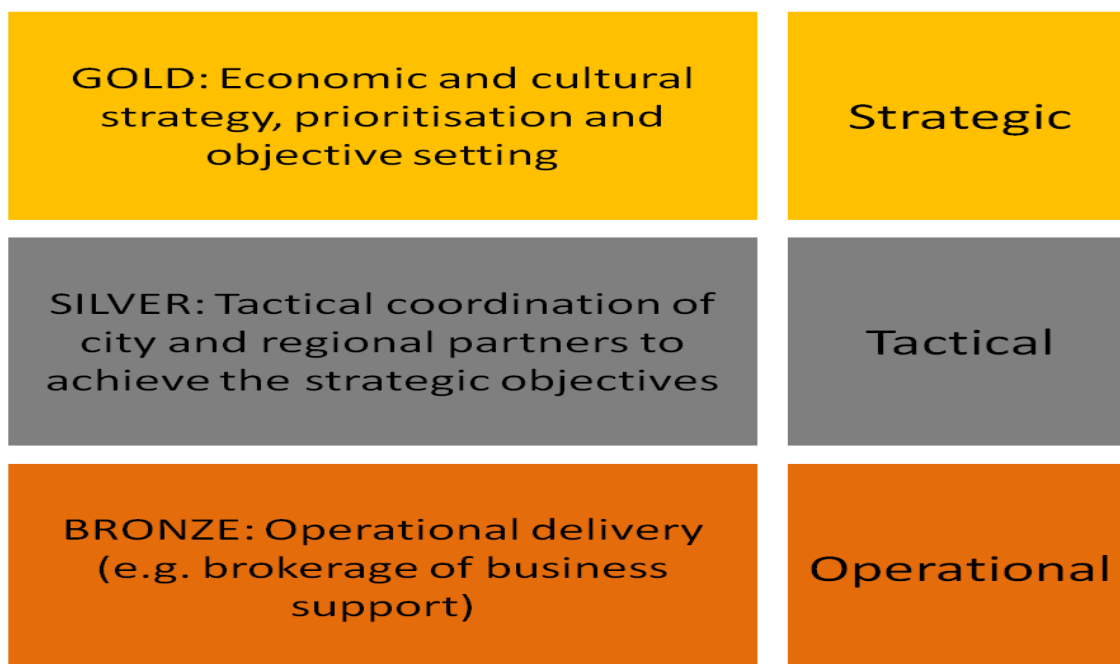 GOLD: Economic and cultural
strategy, prioritisation and
objective setting
Strategic
SILVER: Tactical coordination of
city and regional partners to
achieve the strategic objectives
Tactical
BRONZE: Operational delivery
(e.g. brokerage of business
support)
Operational